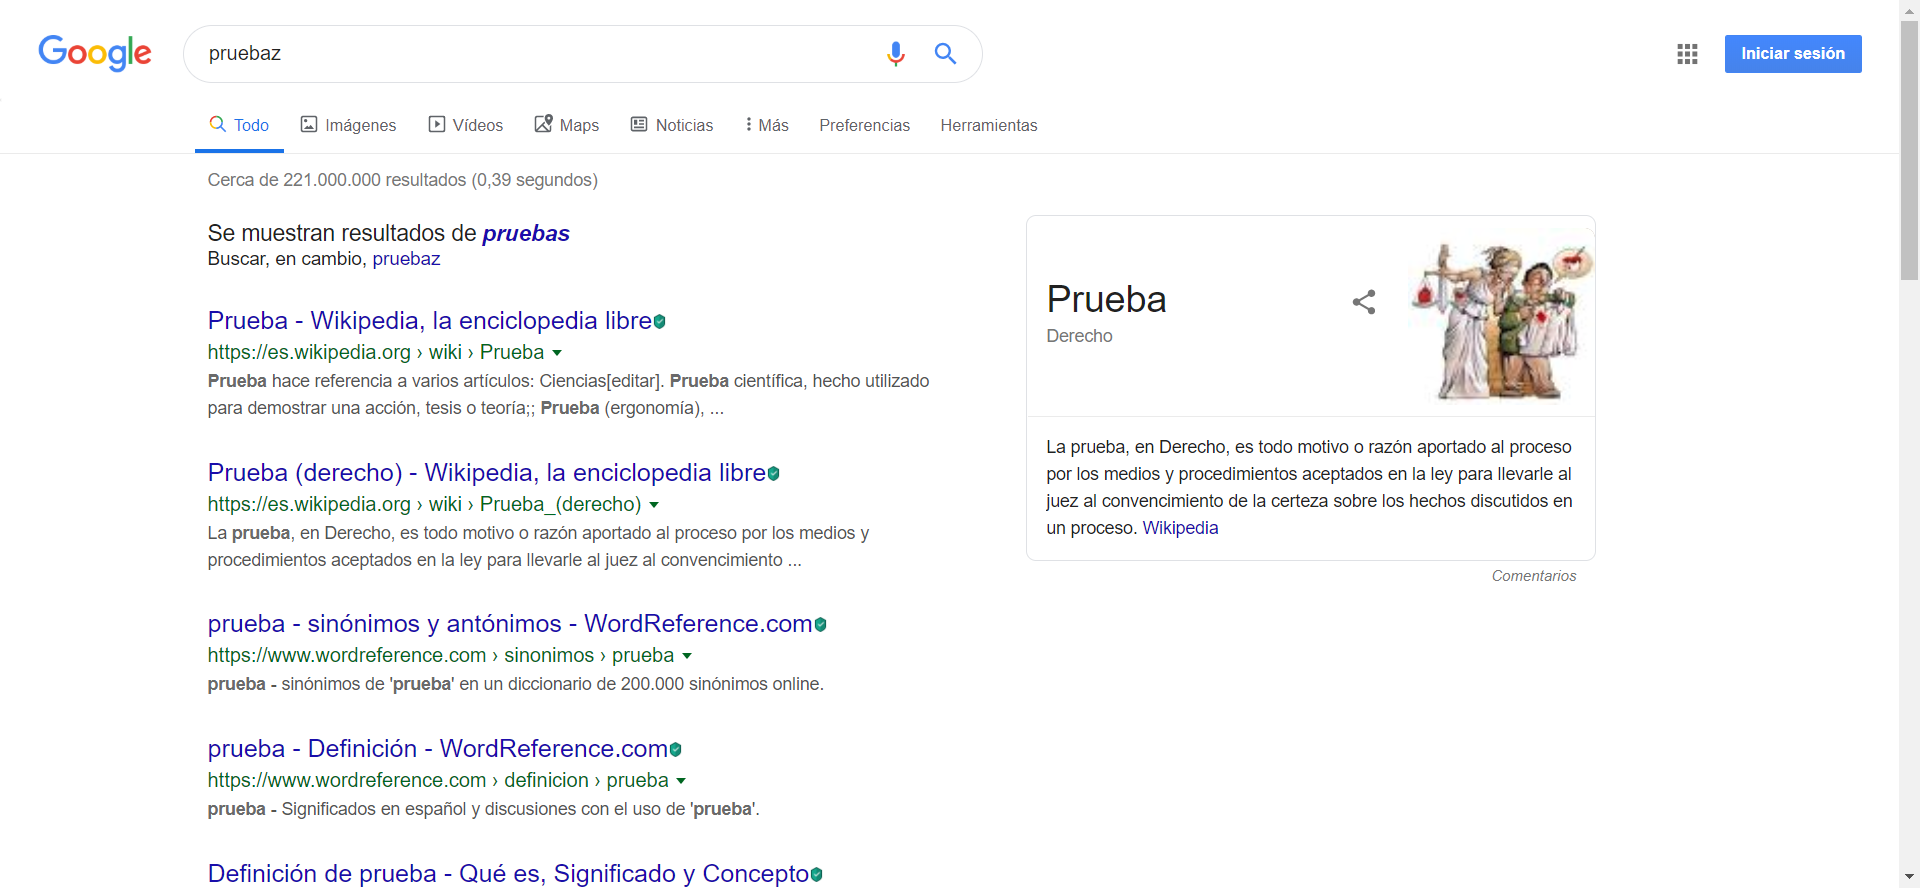 Google
pruebaz
Iniciar sesión
Todo Imágenes Vídeos Maps Noticias Más Preferencias Herramientas
Cerca de 221.000.000 resultados (0,39 segundos)
Se muestran resultados de pruebas
Buscar, en cambio, pruebaz
Prueba - Wikipedia, la enciclopedia libre
https://es.wikipedia.org › wiki › Prueba
Prueba hace referencia a varios artículos: Ciencias[editar]. Prueba científica, hecho utilizado
para demostrar una acción, tesis o teoría;; Prueba (ergonomía), ...
Prueba (derecho) - Wikipedia, la enciclopedia libre
https://es.wikipedia.org › wiki › Prueba_(derecho)
La prueba, en Derecho, es todo motivo o razón aportado al proceso por los medios y
procedimientos aceptados en la ley para llevarle al juez al convencimiento ...
prueba - sinónimos y antónimos - WordReference.com
https://www.wordreference.com › sinonimos › prueba
prueba - sinónimos de 'prueba' en un diccionario de 200.000 sinónimos online.
prueba - Definición - WordReference.com
https://www.wordreference.com › definicion › prueba
prueba - Significados en español y discusiones con el uso de 'prueba'.
Definición de prueba - Qué es, Significado y Concepto
Prueba
Derecho
La prueba, en Derecho, es todo motivo o razón aportado al proceso
por los medios y procedimientos aceptados en la ley para llevarle al
juez al convencimiento de la certeza sobre los hechos discutidos en
un proceso. Wikipedia
Comentarios